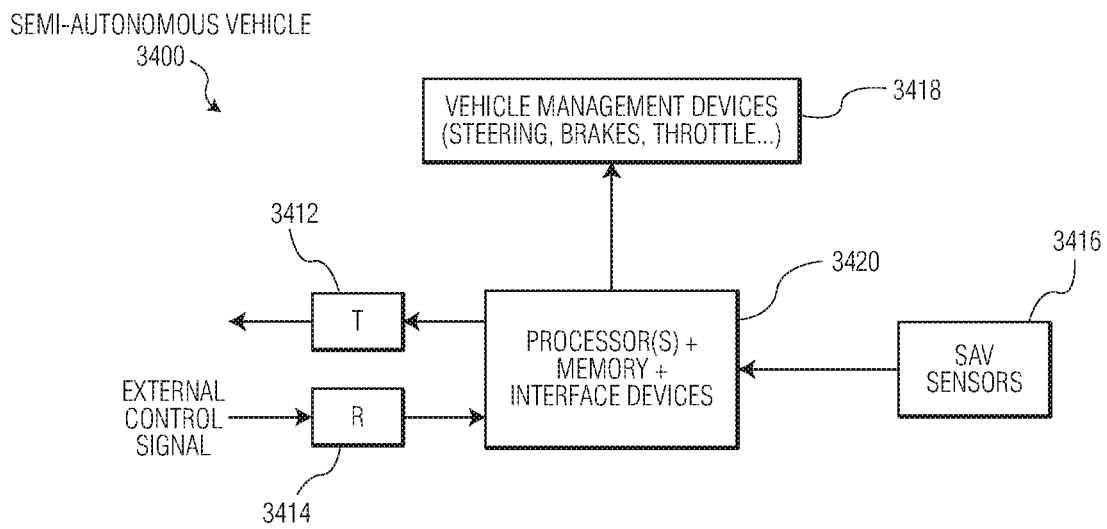 SEMI-AUTONOMOUS VEHICLE
3400
VEHICLE MANAGEMENT DEVICES
(STEERING, BRAKES, THROTTLE...)
3418
3412
T
3420
PROCESSOR(S) +
MEMORY +
INTERFACE DEVICES
3416
SAV
SENSORS
EXTERNAL
CONTROL
SIGNAL
R
3414